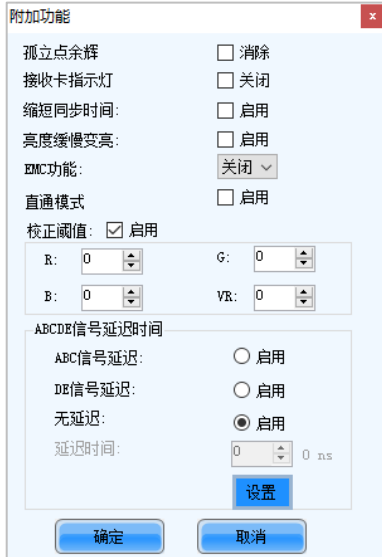 附加功能
x
孤立点余辉 消除
接收卡指示灯 关闭
缩短同步时间: 启用
亮度缓慢变亮: 启用
EMC功能: 关闭
直通模式 启用
校正阈值: 启用
R: 0 G: 0
B: 0 VR: 0
ABCDE信号延迟时间
ABC信号延迟: 启用
DE信号延迟: 启用
无延迟: 启用
延迟时间: 0 0 ns
设置
确定 取消